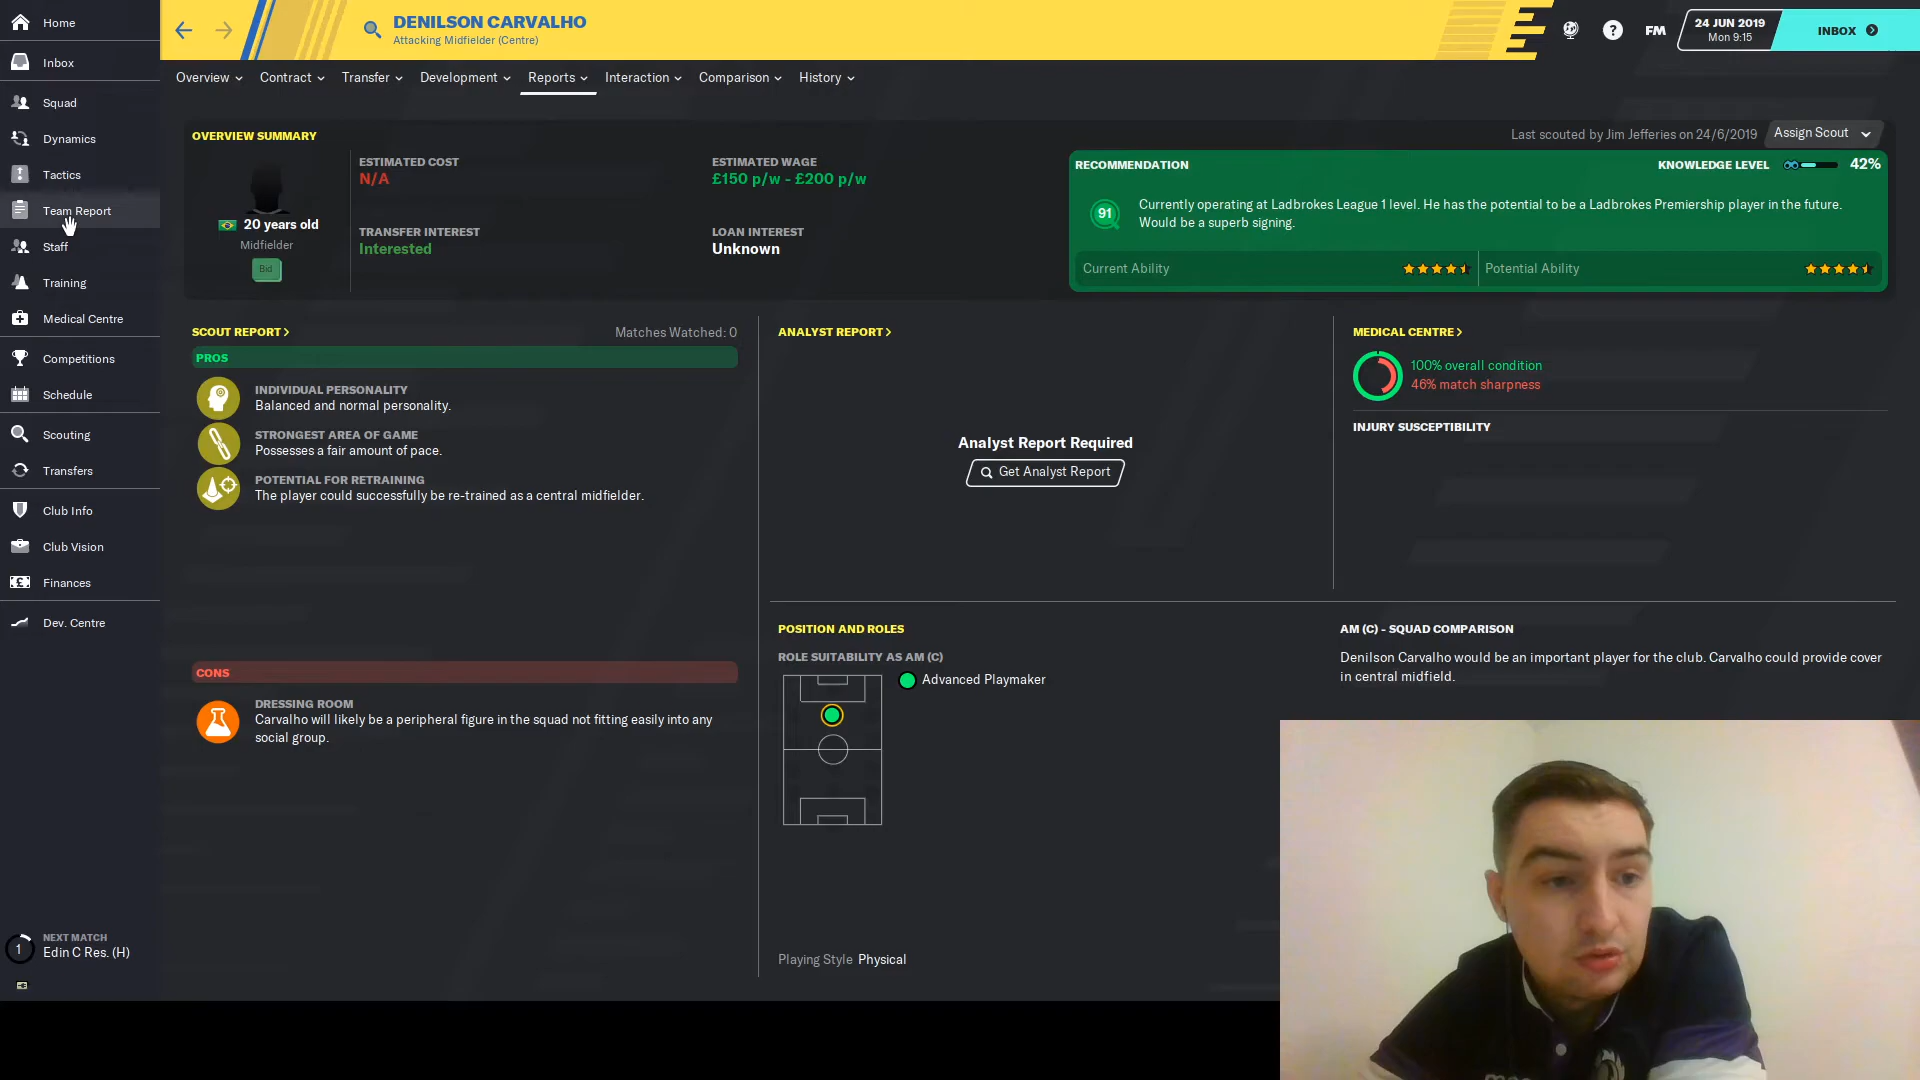 Home
Inbox
Squad
Dynamics
Tactics
Team Report
Staff
Training
Medical Centre
Competitions
Schedule
Scouting
Transfers
Club Info
Club Vision
Finances
Dev. Centre
1
NEXT MATCH
Edin C Res. (H)
DENILSON CARVALHO
Attacking Midfielder (Centre)
?
FM
24 JUN 2019
Mon 9:15
INBOX
Overview
Contract
Transfer
Development
Reports
Interaction
Comparison
History
OVERVIEW SUMMARY
Last scouted by Jim Jefferies on 24/6/2019
Assign Scout
20 years old
Midfielder
Bid
ESTIMATED COST
N/A
ESTIMATED WAGE
£150 p/w - £200 p/w
TRANSFER INTEREST
Interested
LOAN INTEREST
Unknown
RECOMMENDATION
KNOWLEDGE LEVEL
42%
91
Currently operating at Ladbrokes League 1 level. He has the potential to be a Ladbrokes Premiership player in the future.
Would be a superb signing.
Current Ability
Potential Ability
SCOUT REPORT
Matches Watched: 0
PROS
INDIVIDUAL PERSONALITY
Balanced and normal personality.
STRONGEST AREA OF GAME
Possesses a fair amount of pace.
POTENTIAL FOR RETRAINING
The player could successfully be re-trained as a central midfielder.
CONS
DRESSING ROOM
Carvalho will likely be a peripheral figure in the squad not fitting easily into any
social group.
ANALYST REPORT
Analyst Report Required
Get Analyst Report
MEDICAL CENTRE
100% overall condition
46% match sharpness
INJURY SUSCEPTIBILITY
POSITION AND ROLES
ROLE SUITABILITY AS AM (C)
Advanced Playmaker
Playing Style Physical
AM (C) - SQUAD COMPARISON
Denilson Carvalho would be an important player for the club. Carvalho could provide cover
in central midfield.